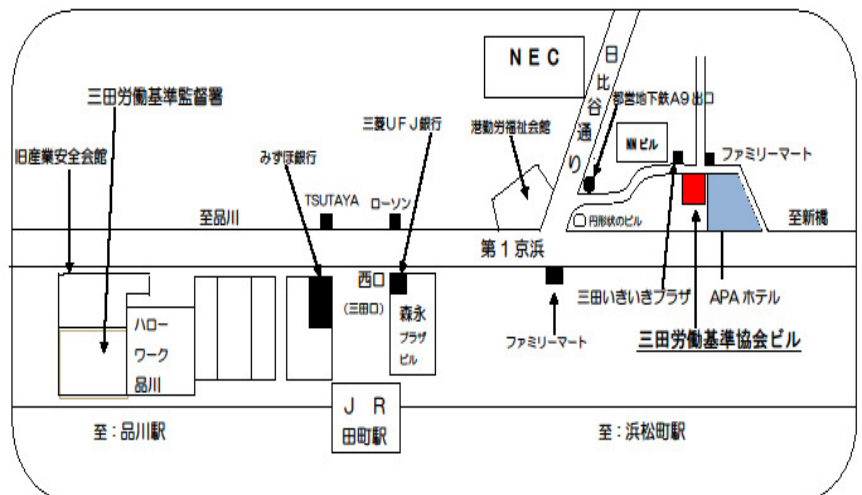 NEC
日比谷通り
三田労働基準監督署
都営地下鉄A9出口
三菱UFJ銀行
港勤労福祉会館
NNビル
みずほ銀行
ファミリーマート
旧産業安全会館
TSUTAYA
ローソン
至品川
円形状のビル
至新橋
第1京浜
西口
(三田口)
森永
プラザ
ビル
三田いきいきプラザ
APAホテル
ハロー
ワーク
品川
ファミリーマート
三田労働基準協会ビル
JR
田町駅
至:品川駅
至:浜松町駅